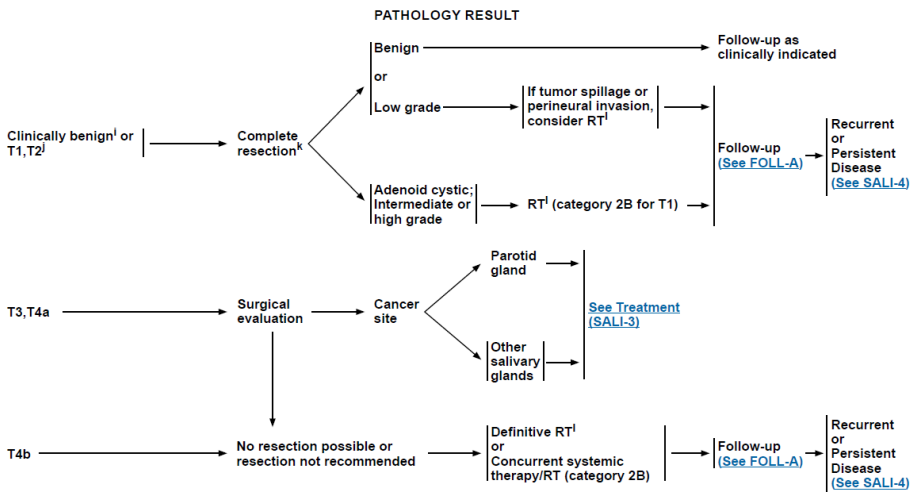 PATHOLOGY RESULT
Benign
Follow-up as
clinically indicated
or
Low grade
If tumor spillage or
perineural invasion,
consider RTˡ
Clinically benignⁱ or
T1,T2ʲ
Complete
resectionᵏ
Follow-up
(See FOLL-A)
Recurrent
or
Persistent
Disease
(See SALI-4)
Adenoid cystic;
Intermediate or
high grade
RTˡ (category 2B for T1)
Parotid
gland
T3,T4a
Surgical
evaluation
Cancer
site
See Treatment
(SALI-3)
Other
salivary
glands
T4b
No resection possible or
resection not recommended
Definitive RTˡ
or
Concurrent systemic
therapy/RT (category 2B)
Follow-up
(See FOLL-A)
Recurrent
or
Persistent
Disease
(See SALI-4)